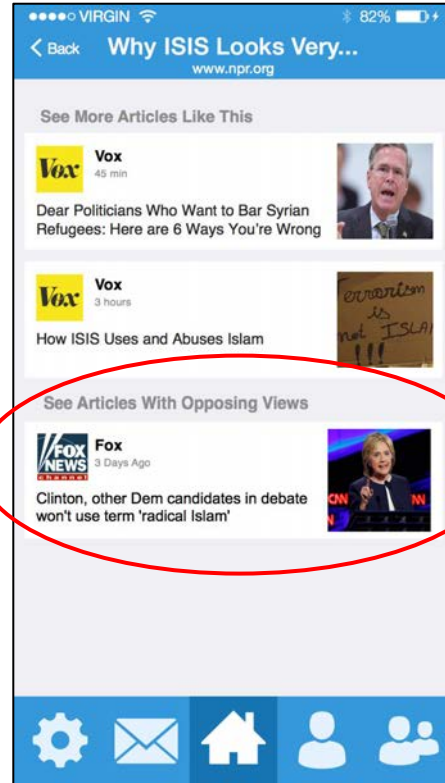 VIRGIN 82%
Back Why ISIS Looks Very...
www.npr.org
See More Articles Like This
Vox Vox
45 min
Dear Politicians Who Want to Bar Syrian
Refugees: Here are 6 Ways You're Wrong
Vox Vox
3 hours
How ISIS Uses and Abuses Islam
Terrorism
is
not ISLA
!!!
See Articles With Opposing Views
FOX NEWS channel
Fox
3 Days Ago
Clinton, other Dem candidates in debate
won't use term 'radical Islam'
CNN